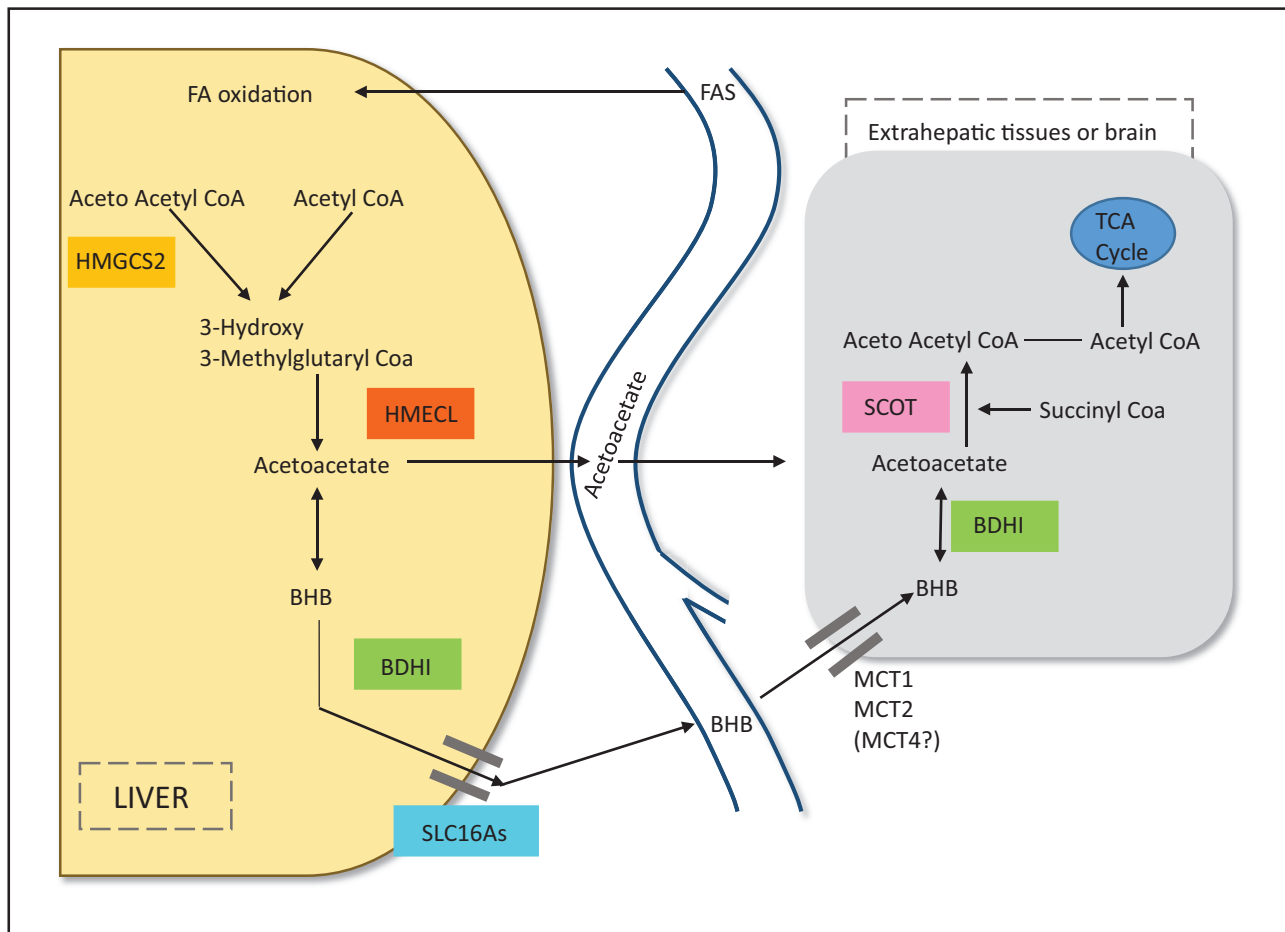 FA oxidation
FAS
Extrahepatic tissues or brain
Aceto Acetyl CoA
Acetyl CoA
HMGCS2
3-Hydroxy
3-Methylglutaryl Coa
HMECL
Acetoacetate
BHB
BDHI
LIVER
SLC16As
Acetoacetate
BHB
TCA
Cycle
Aceto Acetyl CoA
Acetyl CoA
SCOT
Succinyl Coa
Acetoacetate
BDHI
BHB
MCT1
MCT2
(MCT4?)